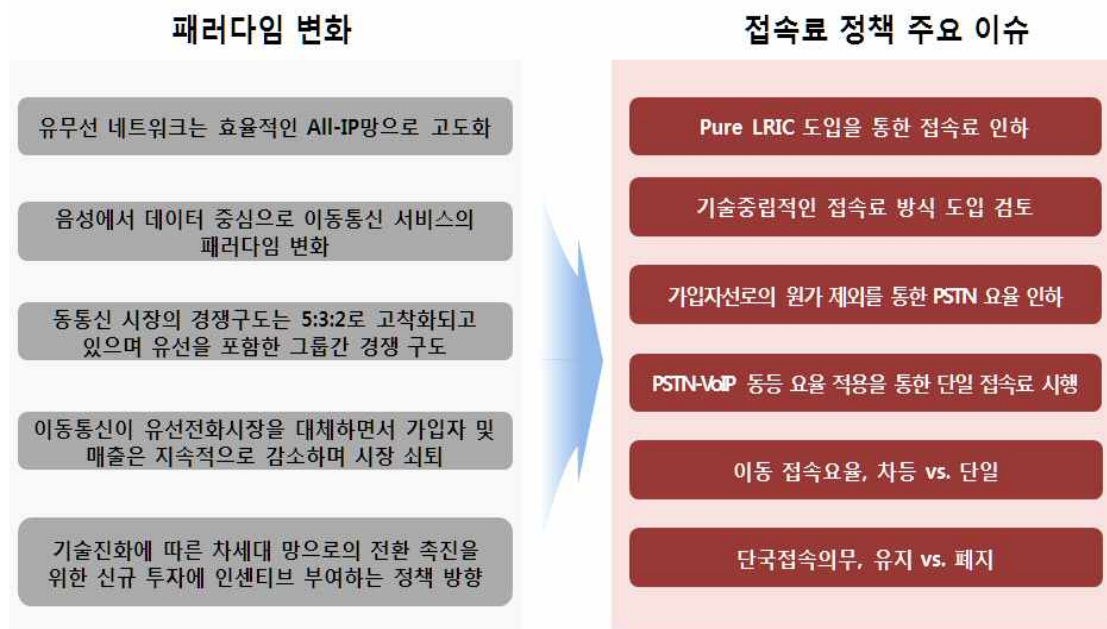 패러다임 변화
유무선 네트워크는 효율적인 All-IP망으로 고도화
음성에서 데이터 중심으로 이동통신 서비스의
패러다임 변화
동통신 시장의 경쟁구도는 5:3:2로 고착화되고
있으며 유선을 포함한 그룹간 경쟁 구도
이동통신이 유선전화시장을 대체하면서 가입자 및
매출은 지속적으로 감소하며 시장 쇠퇴
기술진화에 따른 차세대 망으로의 전환 촉진을
위한 신규 투자에 인센티브 부여하는 정책 방향
접속료 정책 주요 이슈
Pure LRIC 도입을 통한 접속료 인하
기술중립적인 접속료 방식 도입 검토
가입자선로의 원가 제외를 통한 PSTN 요율 인하
PSTN-VoIP 동등 요율 적용을 통한 단일 접속료 시행
이동 접속요율, 차등 vs. 단일
단국접속의무, 유지 vs. 폐지